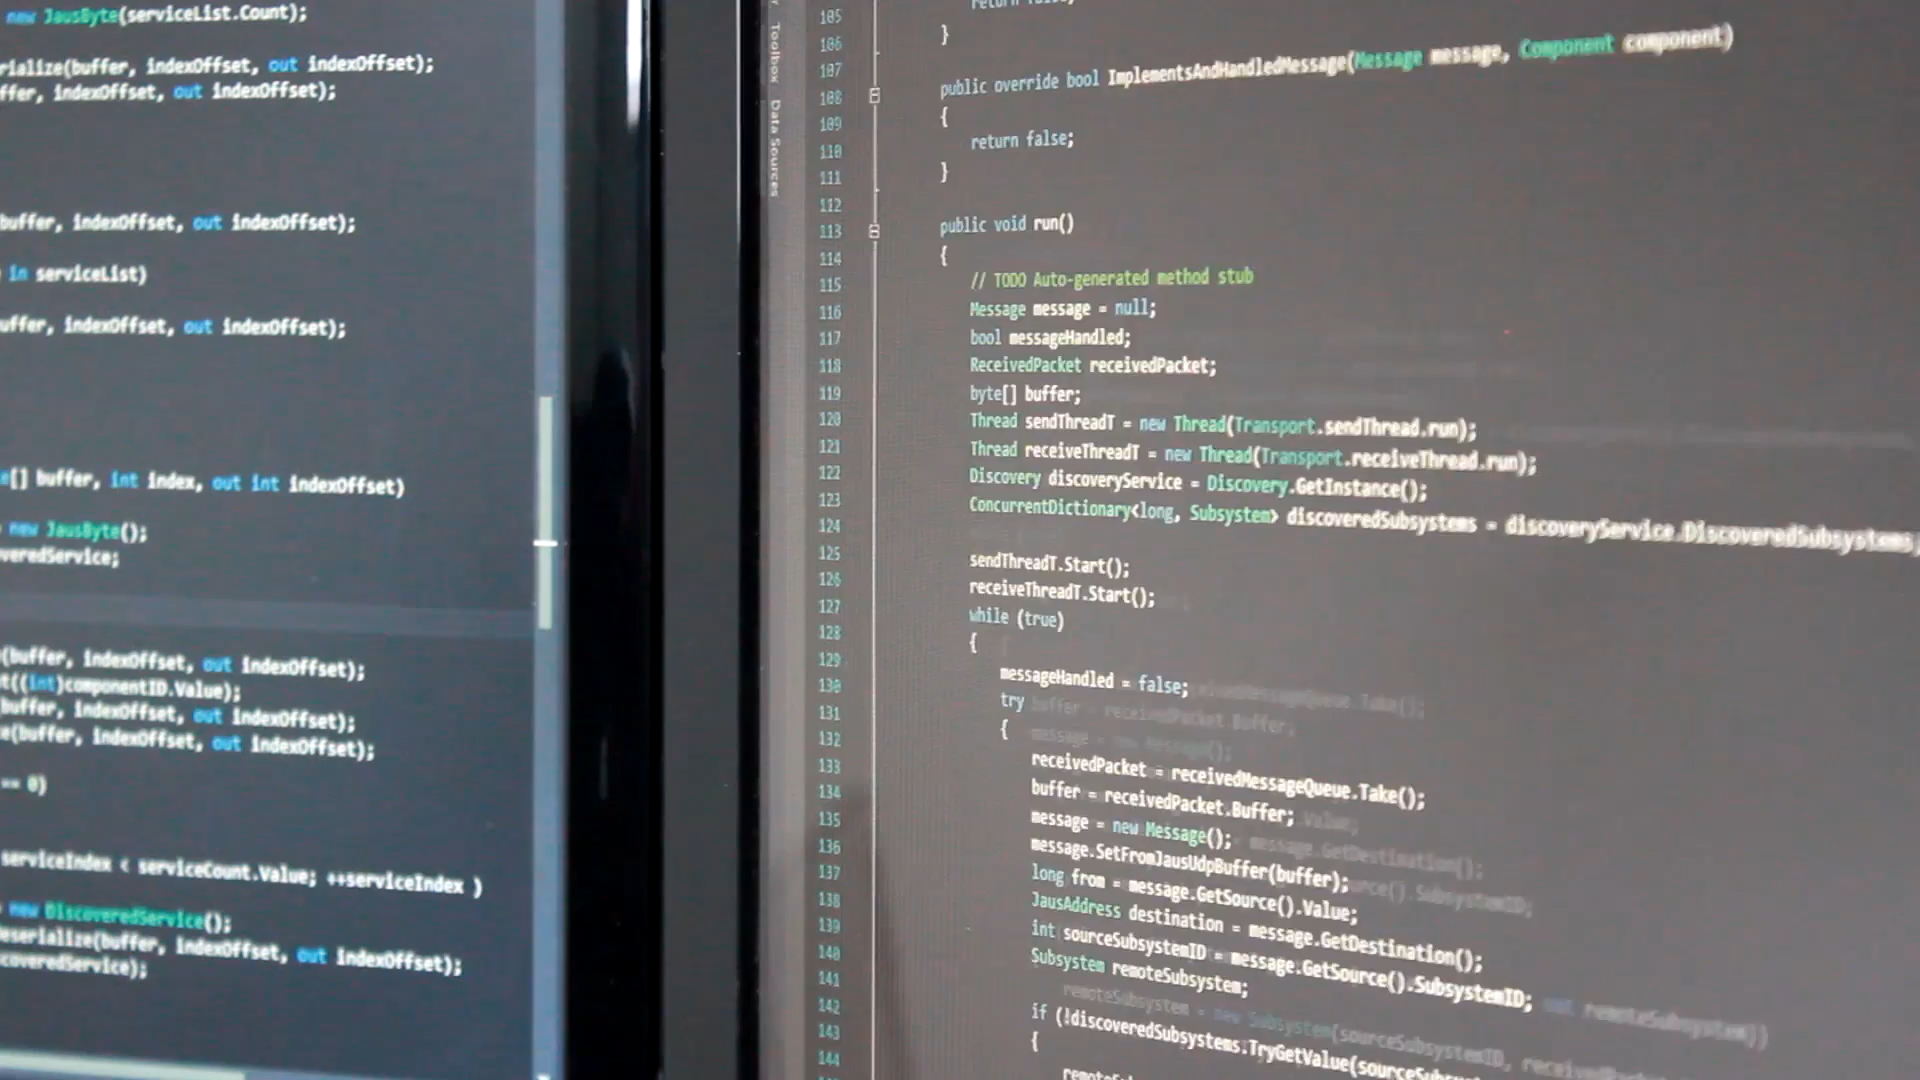 new JausByte(serviceList.Count);
rialize(buffer, indexOffset, out indexOffset);
ffer, indexOffset, out indexOffset);
buffer, indexOffset, out indexOffset);
in serviceList)
uffer, indexOffset, out indexOffset);
e[] buffer, int index, out int indexOffset)
new JausByte();
veredService;
(buffer, indexOffset, out indexOffset);
t((int)componentID.Value);
buffer, indexOffset, out indexOffset);
e(buffer, indexOffset, out indexOffset);
== 0)
serviceIndex < serviceCount.Value; ++serviceIndex )
new DiscoveredService();
eserialize(buffer, indexOffset, out indexOffset);
coveredService);
Toolbox
Data Sources
105 return false;
106 }
107
108 public override bool ImplementsAndHandledMessage(Message message, Component component)
109 {
110 return false;
111 }
112
113 public void run()
114 {
115 // TODO Auto-generated method stub
116 Message message = null;
117 bool messageHandled;
118 ReceivedPacket receivedPacket;
119 byte[] buffer;
120 Thread sendThreadT = new Thread(Transport.sendThread.run);
121 Thread receiveThreadT = new Thread(Transport.receiveThread.run);
122 Discovery discoveryService = Discovery.GetInstance();
123 ConcurrentDictionary<long, Subsystem> discoveredSubsystems = discoveryService.DiscoveredSubsystems;
124
125 sendThreadT.Start();
126 receiveThreadT.Start();
127 while (true)
128 {
129 messageHandled = false;
130 try
131 {
132 receivedPacket = receivedMessageQueue.Take();
133 buffer = receivedPacket.Buffer;
134 message = new Message();
135 message.SetFromJausUdpBuffer(buffer);
136 long from = message.GetSource().Value;
137 JausAddress destination = message.GetDestination();
138 int sourceSubsystemID = message.GetSource().SubsystemID;
139 Subsystem remoteSubsystem;
140
141 if (!discoveredSubsystems.TryGetValue(sourceSubsys
142 {
143
144